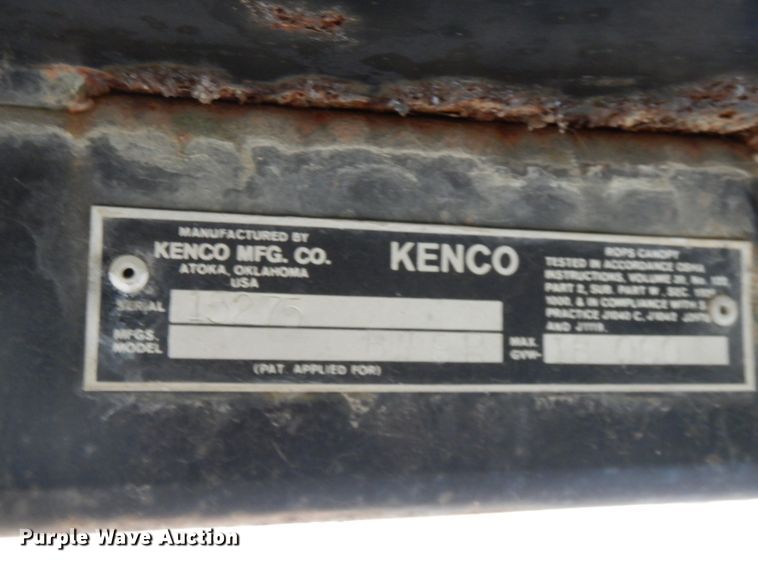 MANUFACTURED BY
KENCO MFG. CO.
ATOKA, OKLAHOMA
USA
KENCO
ROPS CANOPY
TESTED IN ACCORDANCE OSHA
INSTRUCTIONS, VOLUME
PART 2, SUB. PART W, SEC.
& IN COMPLIANCE WITH
PRACTICE J1040 C,
AND J1119.
SERIAL 15275
MFGS.
MODEL
MAX.
GVW-
(PAT. APPLIED FOR)
Purple Wave Auction